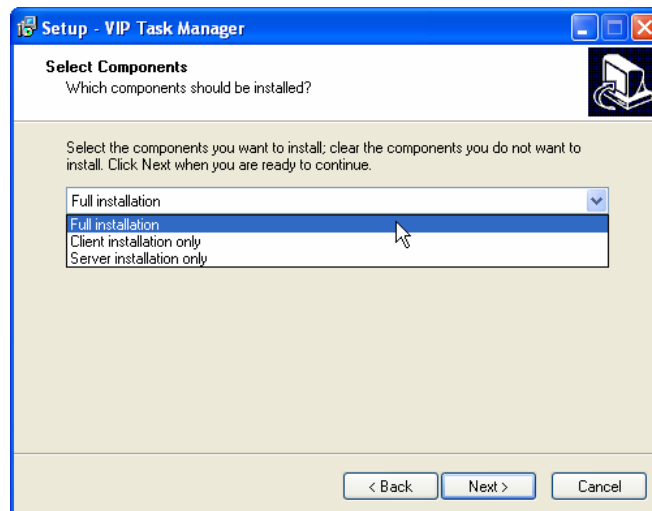 Setup - VIP Task Manager
Select Components
Which components should be installed?
Select the components you want to install; clear the components you do not want to
install. Click Next when you are ready to continue.
Full installation
Full installation
Client installation only
Server installation only
< Back
Next >
Cancel